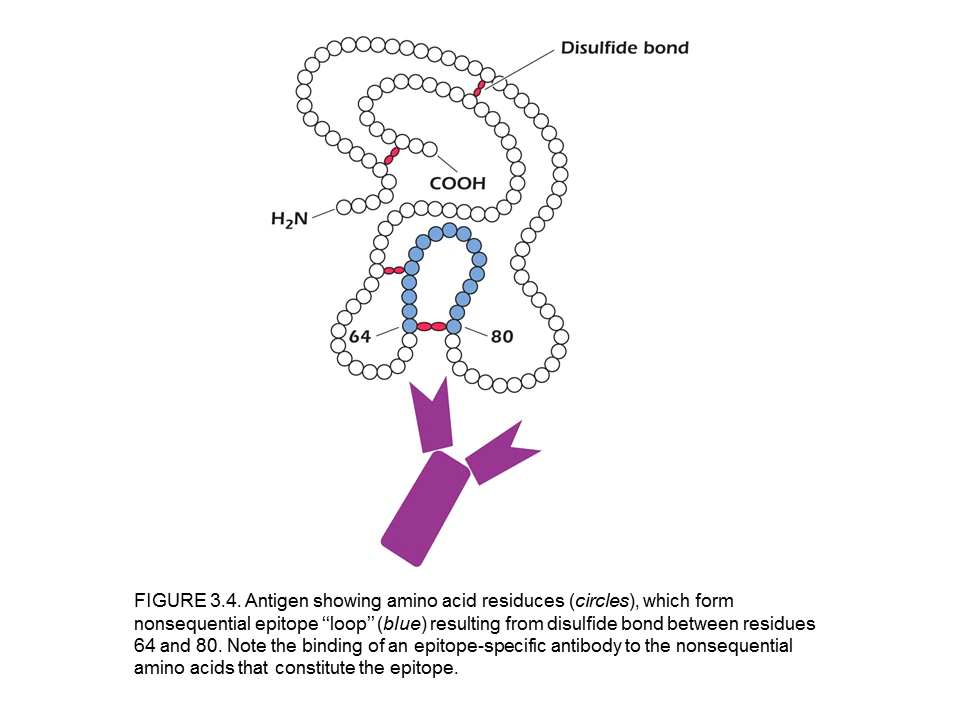 Disulfide bond
COOH
H₂N
64
80
FIGURE 3.4. Antigen showing amino acid residuces (circles), which form
nonsequential epitope ‘‘loop’’ (blue) resulting from disulfide bond between residues
64 and 80. Note the binding of an epitope-specific antibody to the nonsequential
amino acids that constitute the epitope.